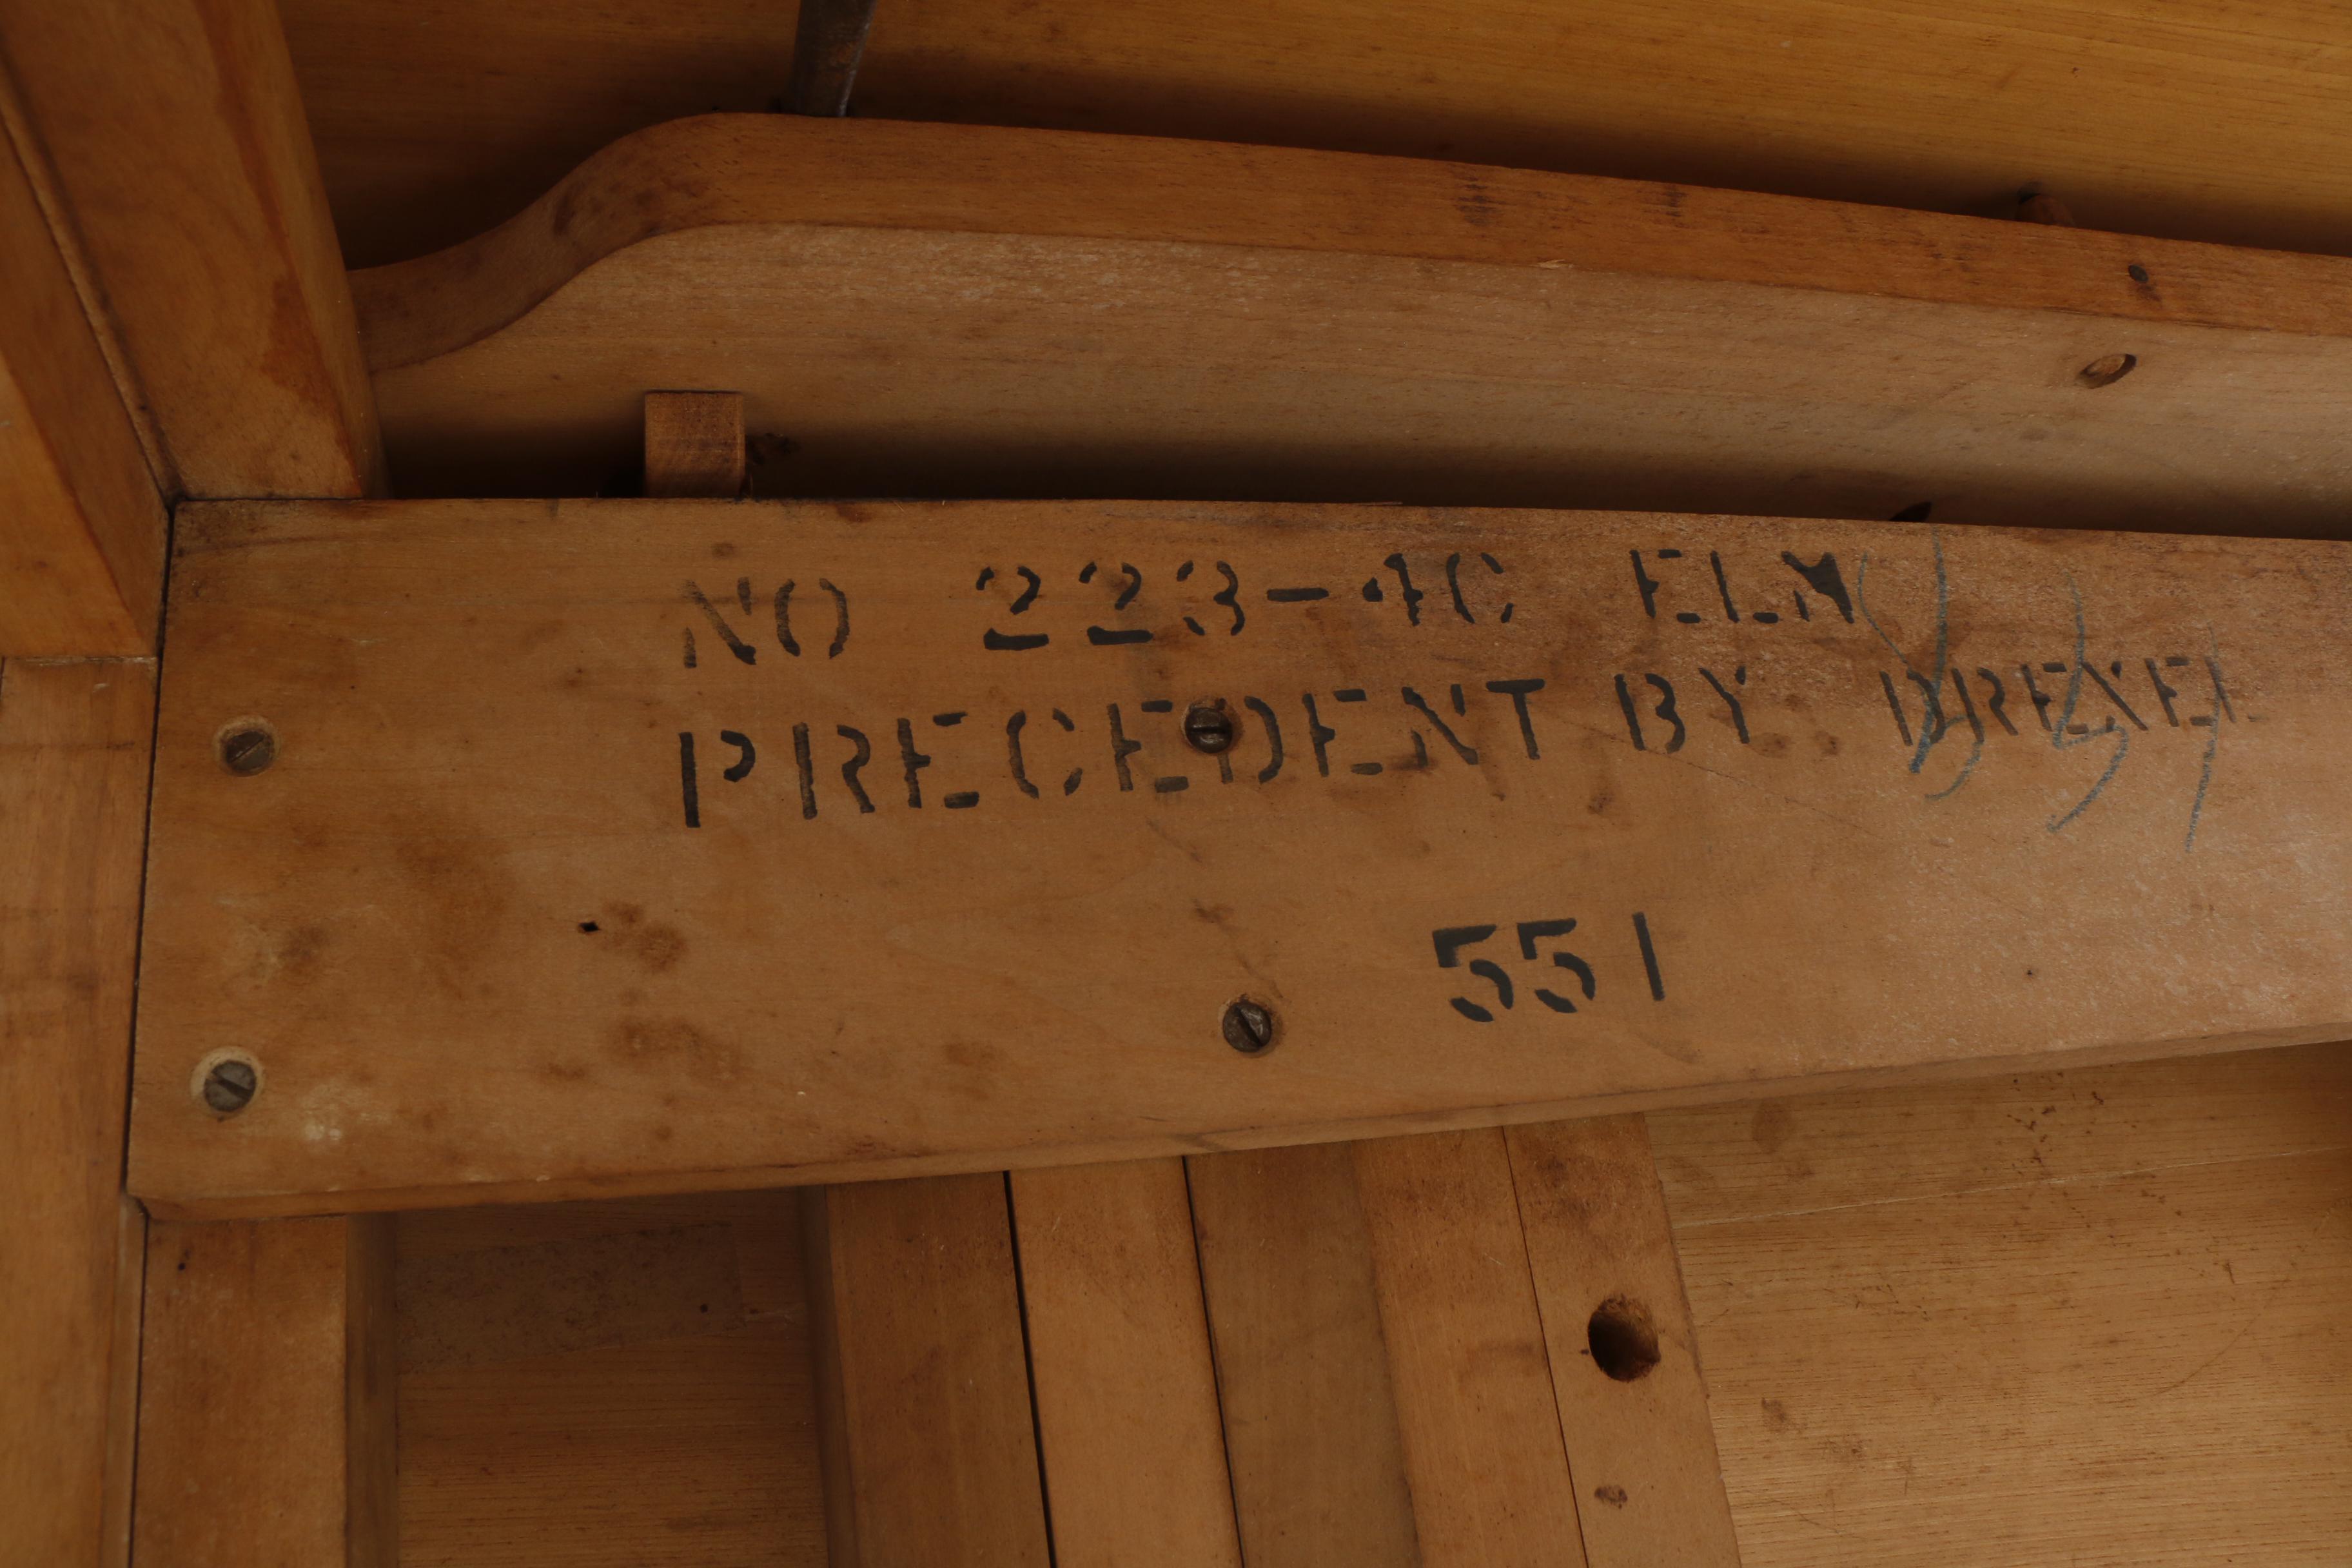 NO 223-4C ELM
PRECEDENT BY DREXEL
551